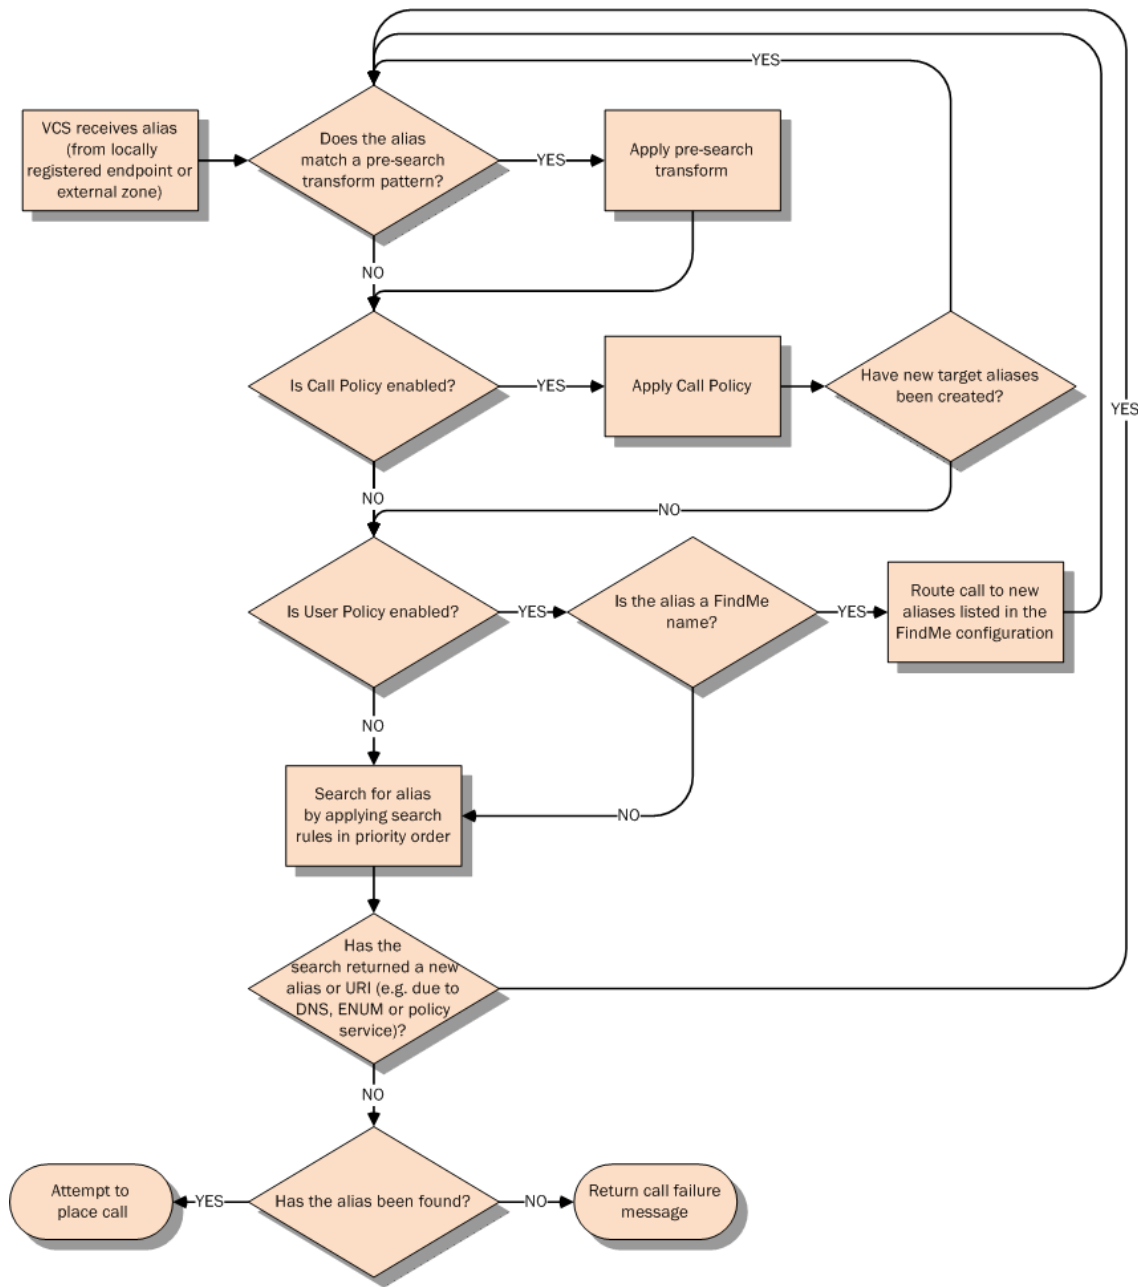 YES
VCS receives alias
(from locally
registered endpoint or
external zone)
Does the alias
match a pre-search
transform pattern?
YES
Apply pre-search
transform
NO
Is Call Policy enabled?
YES
Apply Call Policy
Have new target aliases
been created?
YES
NO
NO
Is User Policy enabled?
YES
Is the alias a FindMe
name?
YES
Route call to new
aliases listed in the
FindMe configuration
NO
Search for alias
by applying search
rules in priority order
NO
Has the
search returned a new
alias or URI (e.g. due to
DNS, ENUM or policy
service)?
NO
Attempt to
place call
YES
Has the alias been found?
NO
Return call failure
message